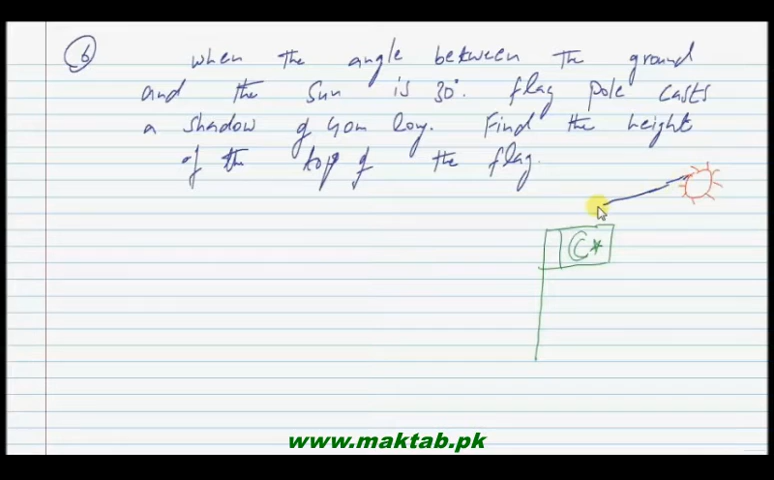 6 when the angle between the ground
and the sun is 30°. flag pole casts
a shadow of 40m long. Find the height
of the top of the flag.
www.maktab.pk